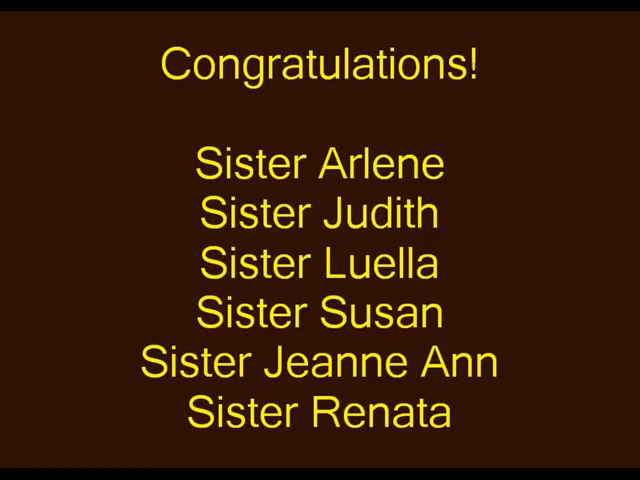 Congratulations!
Sister Arlene
Sister Judith
Sister Luella
Sister Susan
Sister Jeanne Ann
Sister Renata